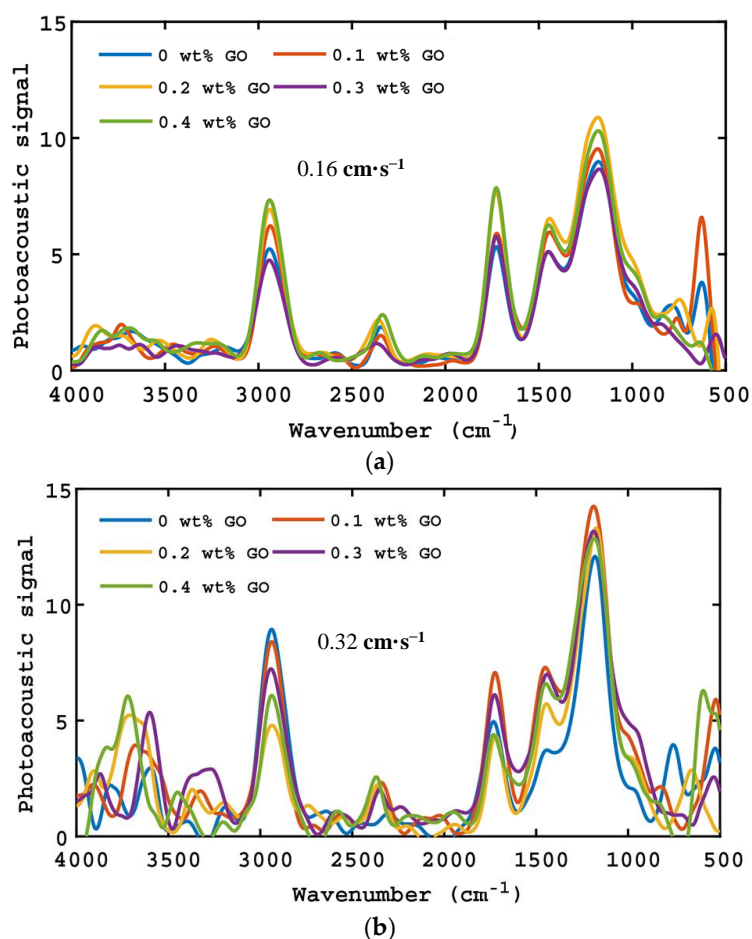 15
0 wt% GO
0.1 wt% GO
0.2 wt% GO
0.3 wt% GO
0.4 wt% GO
10
0.16 cm·s⁻¹
5
0
Photoacoustic signal
4000 3500 3000 2500 2000 1500 1000 500
Wavenumber (cm⁻¹)
(a)
15
0 wt% GO
0.1 wt% GO
0.2 wt% GO
0.3 wt% GO
0.4 wt% GO
10
0.32 cm·s⁻¹
5
0
Photoacoustic signal
4000 3500 3000 2500 2000 1500 1000 500
Wavenumber (cm⁻¹)
(b)